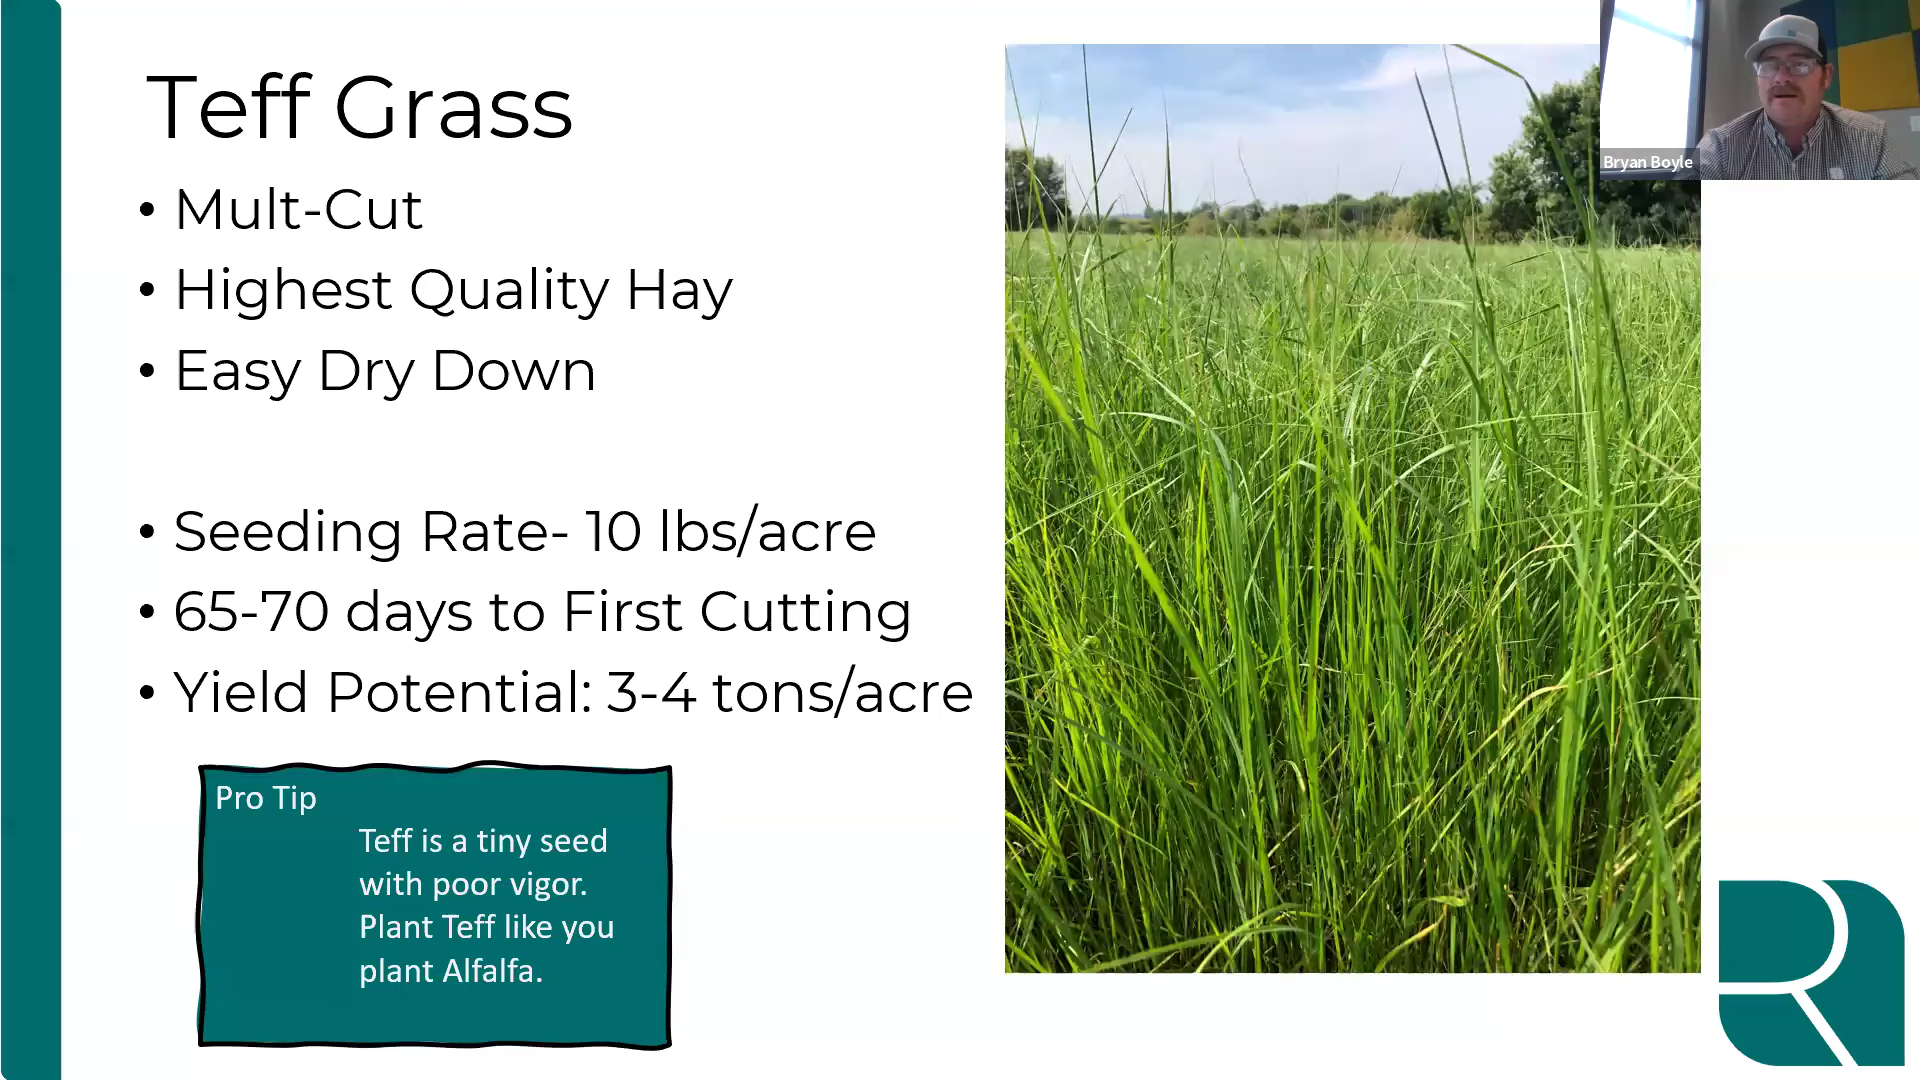 Teff Grass
• Mult-Cut
• Highest Quality Hay
• Easy Dry Down
• Seeding Rate- 10 lbs/acre
• 65-70 days to First Cutting
• Yield Potential: 3-4 tons/acre
Pro Tip
Teff is a tiny seed
with poor vigor.
Plant Teff like you
plant Alfalfa.
Bryan Boyle